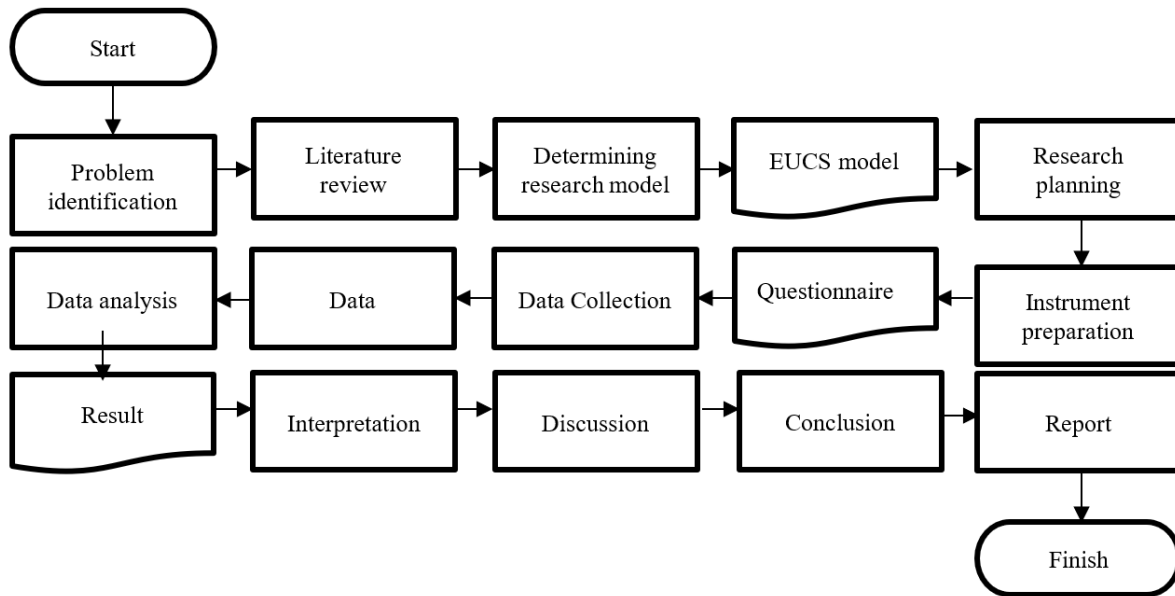 Start
Problem
identification
Literature
review
Determining
research model
EUCS model
Research
planning
Instrument
preparation
Questionnaire
Data Collection
Data
Data analysis
Result
Interpretation
Discussion
Conclusion
Report
Finish